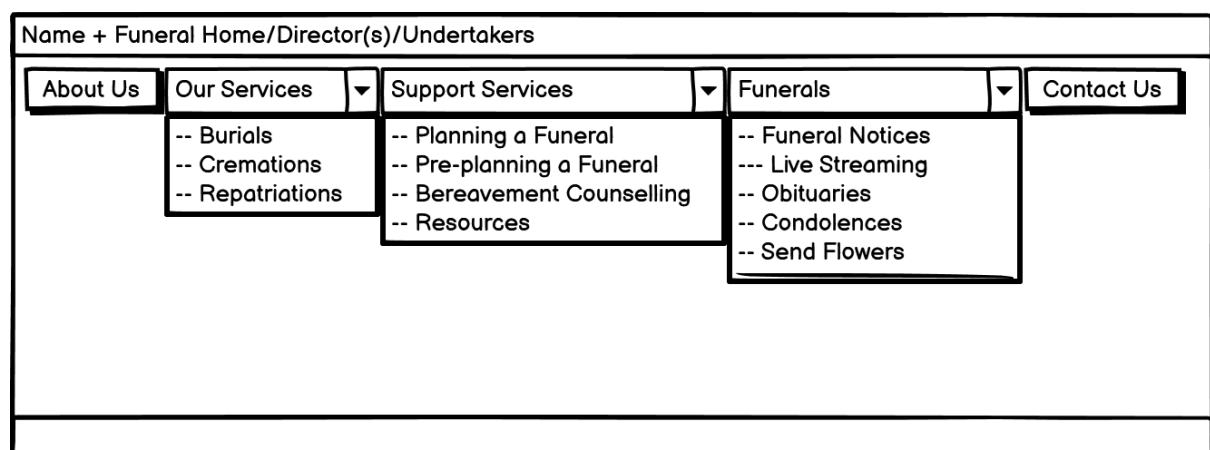 Name + Funeral Home/Director(s)/Undertakers
About Us
Our Services
-- Burials
-- Cremations
-- Repatriations
Support Services
-- Planning a Funeral
-- Pre-planning a Funeral
-- Bereavement Counselling
-- Resources
Funerals
-- Funeral Notices
--- Live Streaming
-- Obituaries
-- Condolences
-- Send Flowers
Contact Us